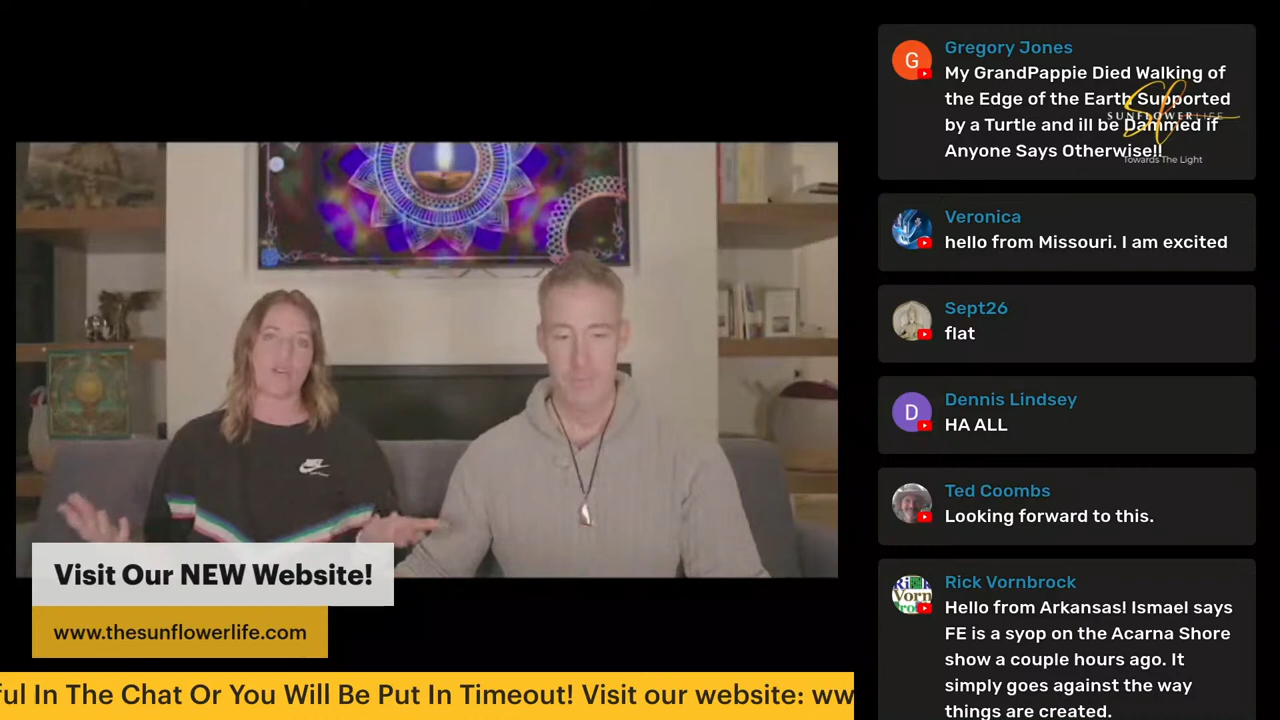 Gregory Jones
My GrandPappie Died Walking of
the Edge of the Earth Supported
by a Turtle and ill be Dammed if
Anyone Says Otherwise!!
SUNFLOWERLIFE
Towards The Light
Veronica
hello from Missouri. I am excited
Sept26
flat
Dennis Lindsey
HA ALL
Ted Coombs
Looking forward to this.
Rick Vornbrock
Hello from Arkansas! Ismael says
FE is a syop on the Acarna Shore
show a couple hours ago. It
simply goes against the way
things are created.
G
D
Visit Our NEW Website!
www.thesunflowerlife.com
ful In The Chat Or You Will Be Put In Timeout! Visit our website: ww